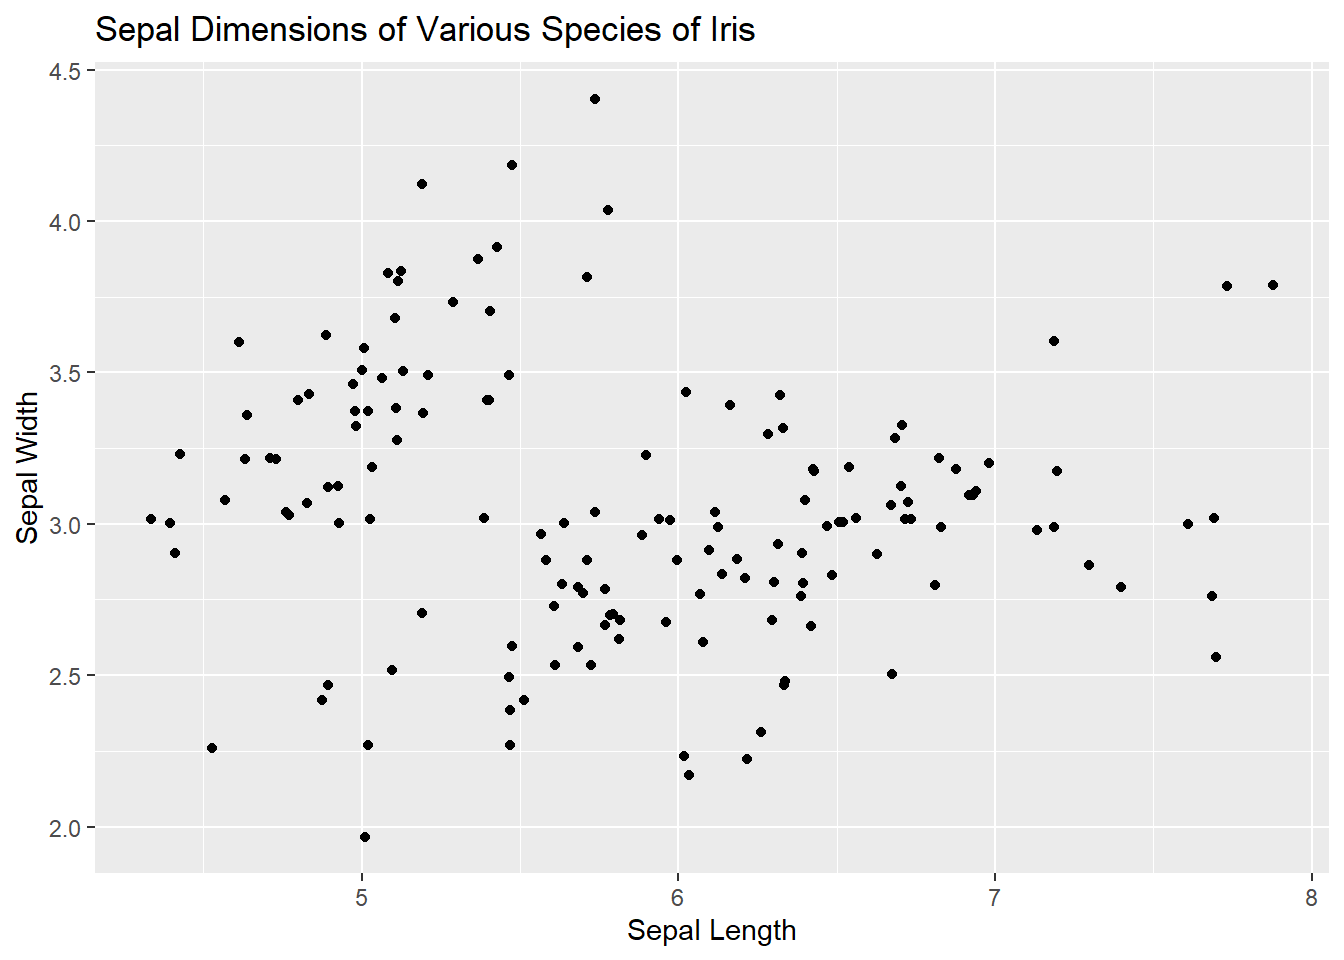 Sepal Dimensions of Various Species of Iris
4.5
4.0
3.5
3.0
2.5
2.0
Sepal Width
5 6 7 8
Sepal Length